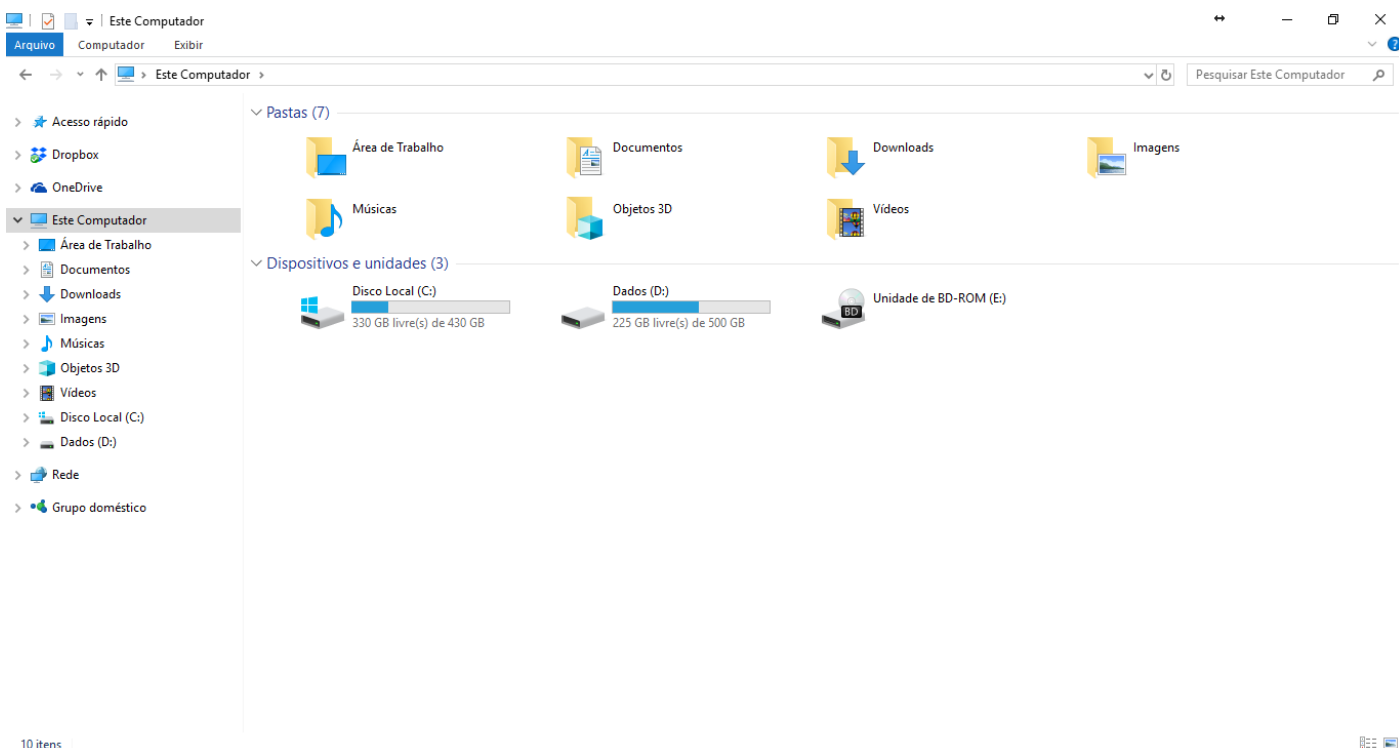 Este Computador
Arquivo Computador Exibir
Este Computador
Pesquisar Este Computador
Acesso rápido
Dropbox
OneDrive
Este Computador
Área de Trabalho
Documentos
Downloads
Imagens
Músicas
Objetos 3D
Vídeos
Disco Local (C:)
Dados (D:)
Rede
Grupo doméstico
Pastas (7)
Área de Trabalho
Documentos
Downloads
Imagens
Músicas
Objetos 3D
Vídeos
Dispositivos e unidades (3)
Disco Local (C:)
330 GB livre(s) de 430 GB
Dados (D:)
225 GB livre(s) de 500 GB
BD
Unidade de BD-ROM (E:)
10 itens